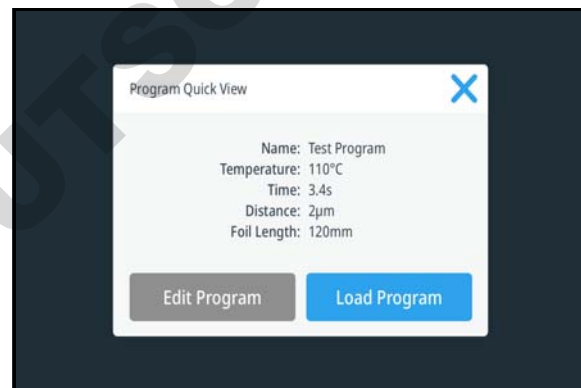 Program Quick View
Name: Test Program
Temperature: 110°C
Time: 3.4s
Distance: 2µm
Foil Length: 120mm
Edit Program
Load Program